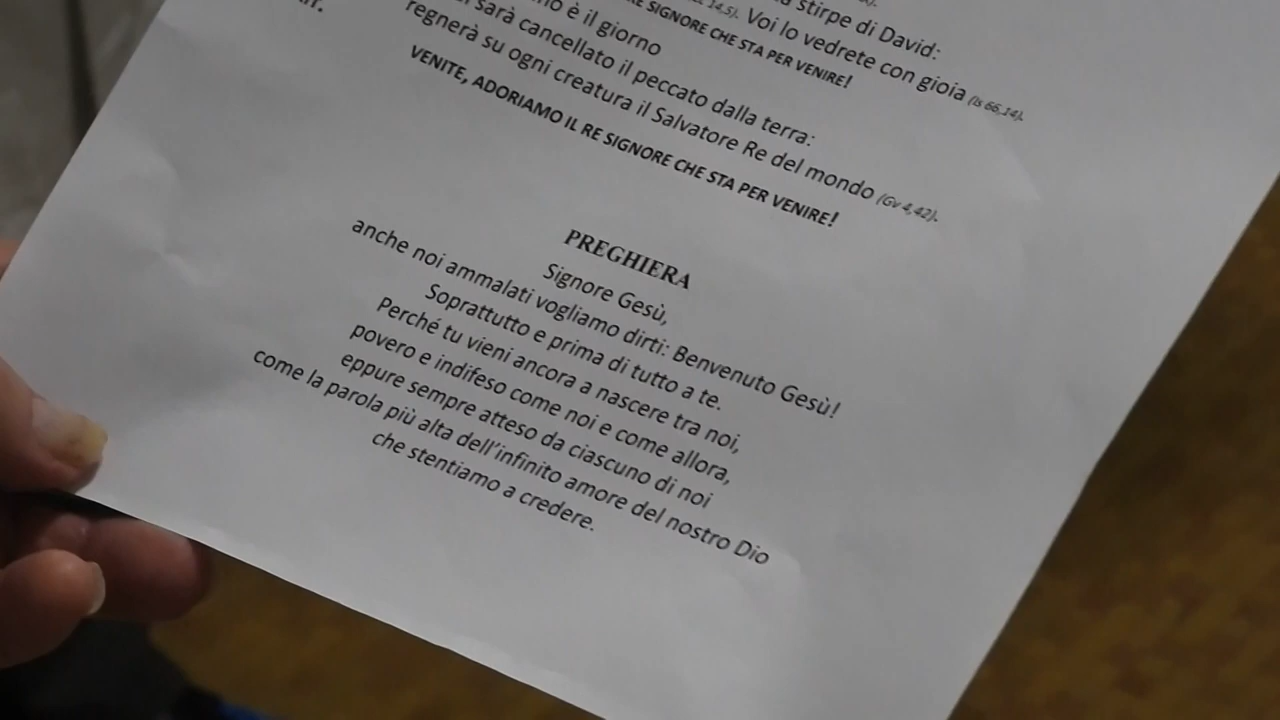 stirpe di David:
14,5). Voi lo vedrete con gioia (Is 66,14).
RE SIGNORE CHE STA PER VENIRE!
è il giorno
sarà cancellato il peccato dalla terra:
regnerà su ogni creatura il Salvatore Re del mondo (Gv 4,42).
VENITE, ADORIAMO IL RE SIGNORE CHE STA PER VENIRE!
PREGHIERA
Signore Gesù,
anche noi ammalati vogliamo dirti: Benvenuto Gesù!
Soprattutto e prima di tutto a te.
Perché tu vieni ancora a nascere tra noi,
povero e indifeso come noi e come allora,
eppure sempre atteso da ciascuno di noi
come la parola più alta dell'infinito amore del nostro Dio
che stentiamo a credere.